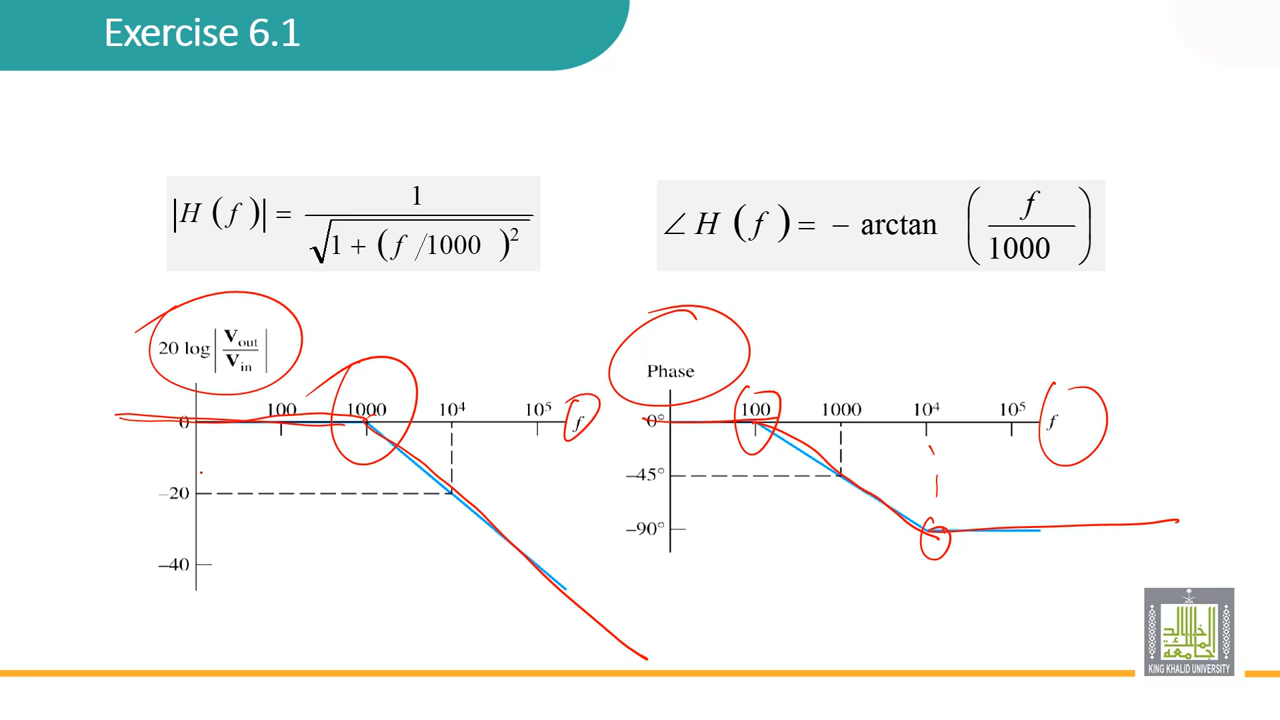 Exercise 6.1
|H (f)| = 1 / √1 + (f /1000 )²
∠ H (f) = − arctan ( f / 1000 )
20 log |Vout / Vin|
100 1000 10⁴ 10⁵ f
0
−20
−40
Phase
100 1000 10⁴ 10⁵ f
0°
−45°
−90°
KING KHALID UNIVERSITY